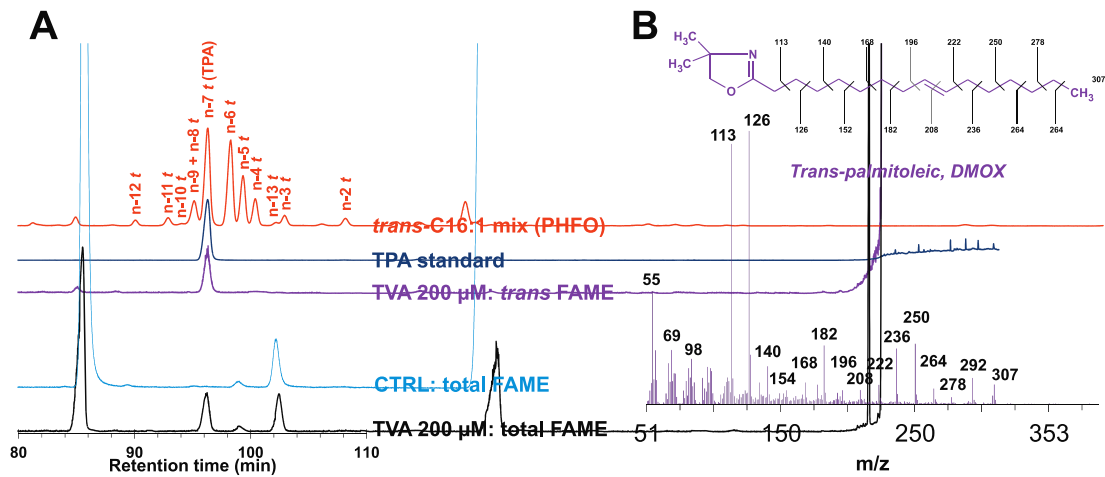 A
n-12 t
n-11 t
n-10 t
n-9 + n-8 t
n-7 t (TPA)
n-6 t
n-5 t
n-4 t
n-13 t
n-3 t
n-2 t
trans-C16:1 mix (PHFO)
TPA standard
TVA 200 µM: trans FAME
CTRL: total FAME
TVA 200 µM: total FAME
80 90 100 110
Retention time (min)
B
H₃C
H₃C
N
O
CH₃
113 140 168 196 222 250 278 307
126 152 182 208 236 264 264
Trans-palmitoleic, DMOX
55
69
98
113
126
140
154
168
182
196
208
222
236
250
264
278
292
307
51 150 250 353
m/z